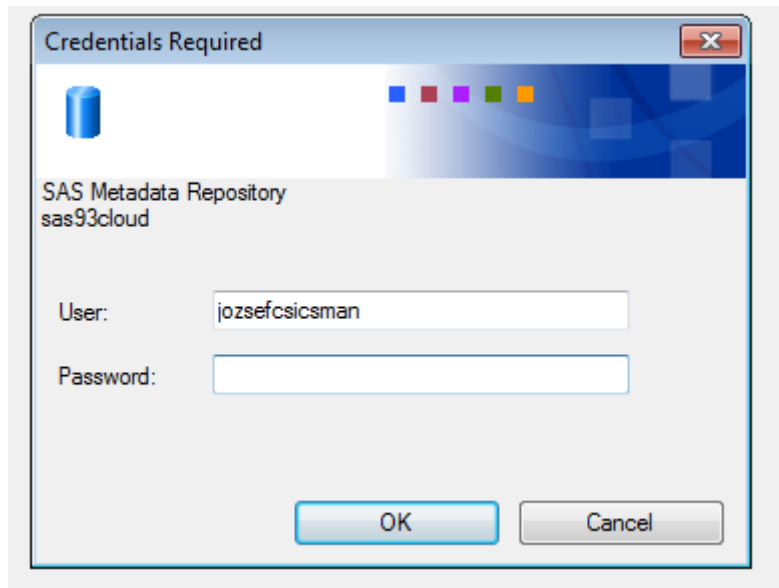 Credentials Required
SAS Metadata Repository
sas93cloud
User: jozsefcsicsman
Password:
OK Cancel